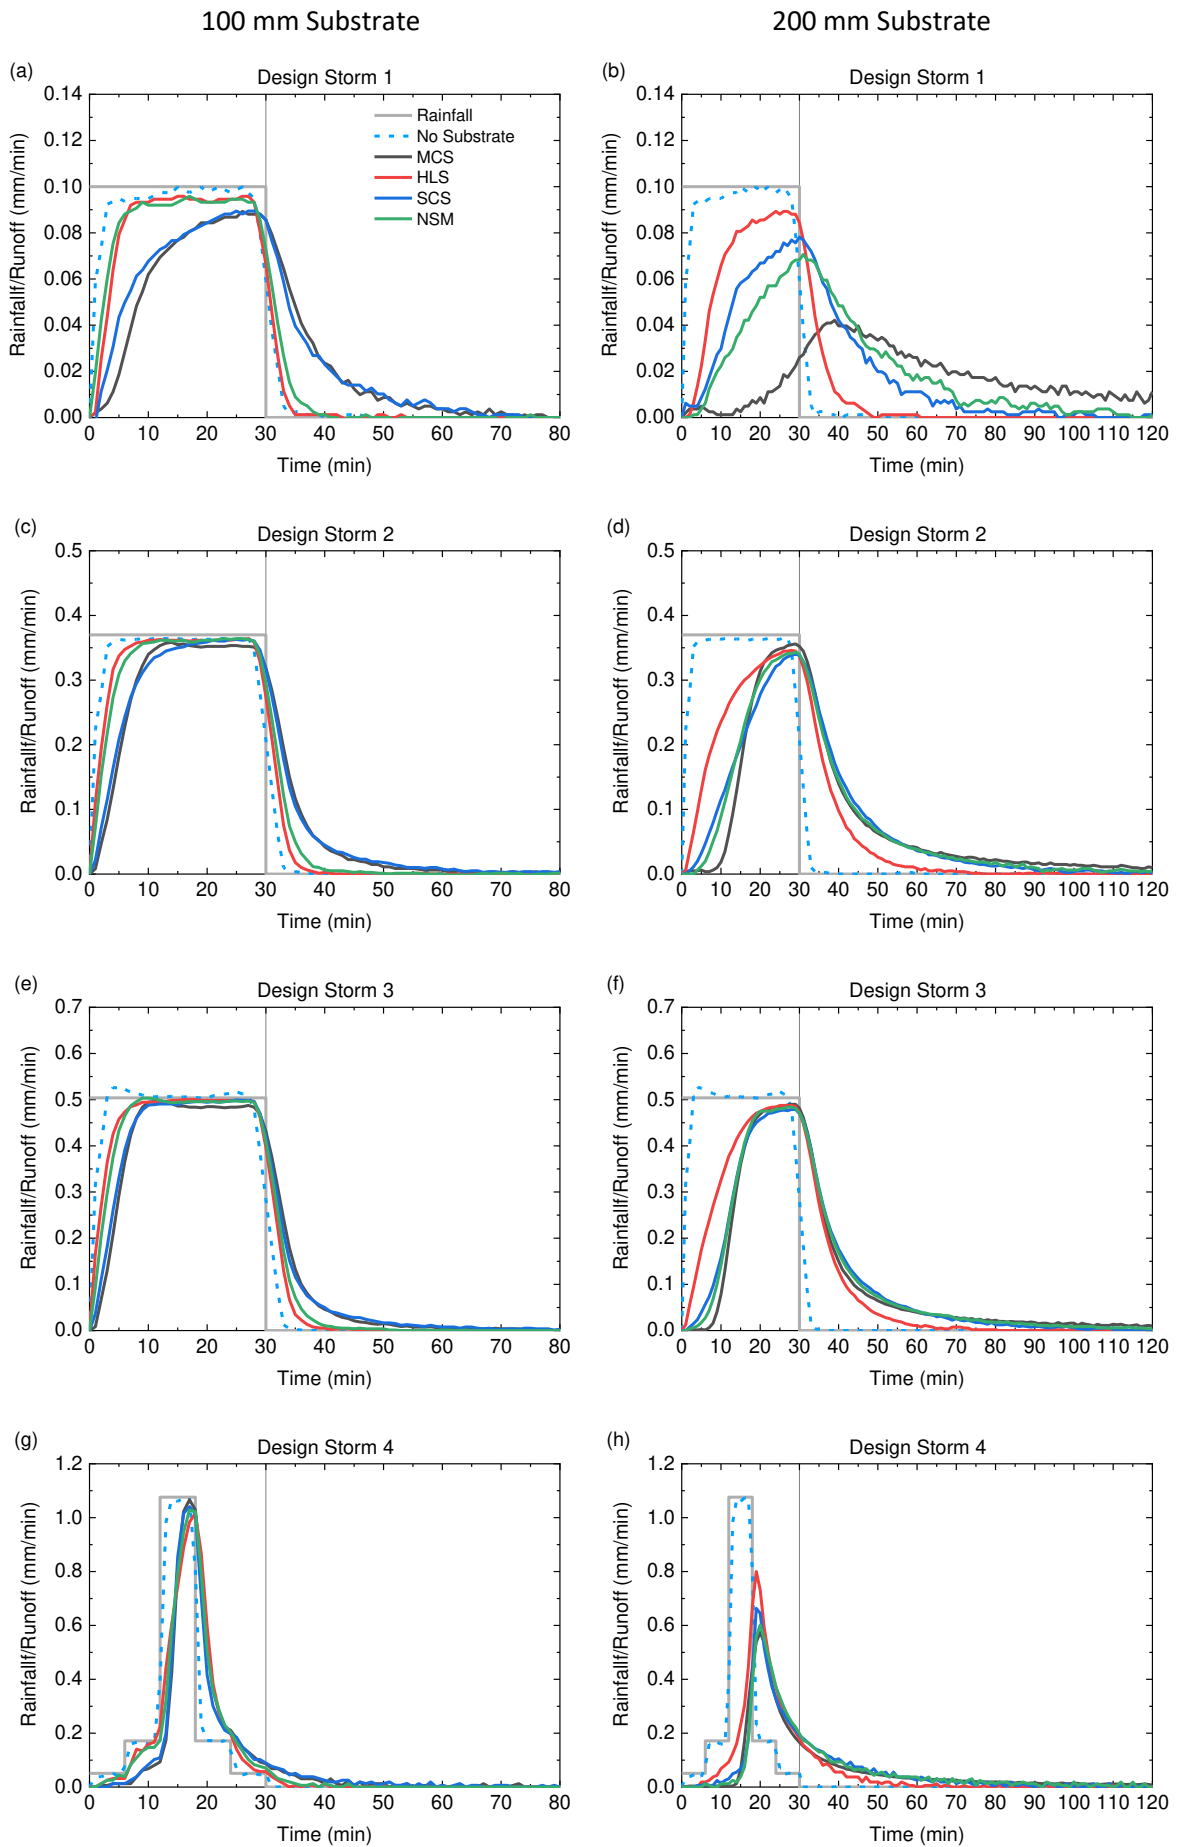 100 mm Substrate
200 mm Substrate
(a)
Design Storm 1
0.14
0.12
0.10
0.08
0.06
0.04
0.02
0.00
Rainfallf/Runoff (mm/min)
Rainfall
No Substrate
MCS
HLS
SCS
NSM
0 10 20 30 40 50 60 70 80
Time (min)
(b)
Design Storm 1
0.14
0.12
0.10
0.08
0.06
0.04
0.02
0.00
Rainfallf/Runoff (mm/min)
0 10 20 30 40 50 60 70 80 90 100 110 120
Time (min)
(c)
Design Storm 2
0.5
0.4
0.3
0.2
0.1
0.0
Rainfallf/Runoff (mm/min)
0 10 20 30 40 50 60 70 80
Time (min)
(d)
Design Storm 2
0.5
0.4
0.3
0.2
0.1
0.0
Rainfallf/Runoff (mm/min)
0 10 20 30 40 50 60 70 80 90 100 110 120
Time (min)
(e)
Design Storm 3
0.7
0.6
0.5
0.4
0.3
0.2
0.1
0.0
Rainfallf/Runoff (mm/min)
0 10 20 30 40 50 60 70 80
Time (min)
(f)
Design Storm 3
0.7
0.6
0.5
0.4
0.3
0.2
0.1
0.0
Rainfallf/Runoff (mm/min)
0 10 20 30 40 50 60 70 80 90 100 110 120
Time (min)
(g)
Design Storm 4
1.2
1.0
0.8
0.6
0.4
0.2
0.0
Rainfallf/Runoff (mm/min)
0 10 20 30 40 50 60 70 80
Time (min)
(h)
Design Storm 4
1.2
1.0
0.8
0.6
0.4
0.2
0.0
Rainfallf/Runoff (mm/min)
0 10 20 30 40 50 60 70 80 90 100 110 120
Time (min)